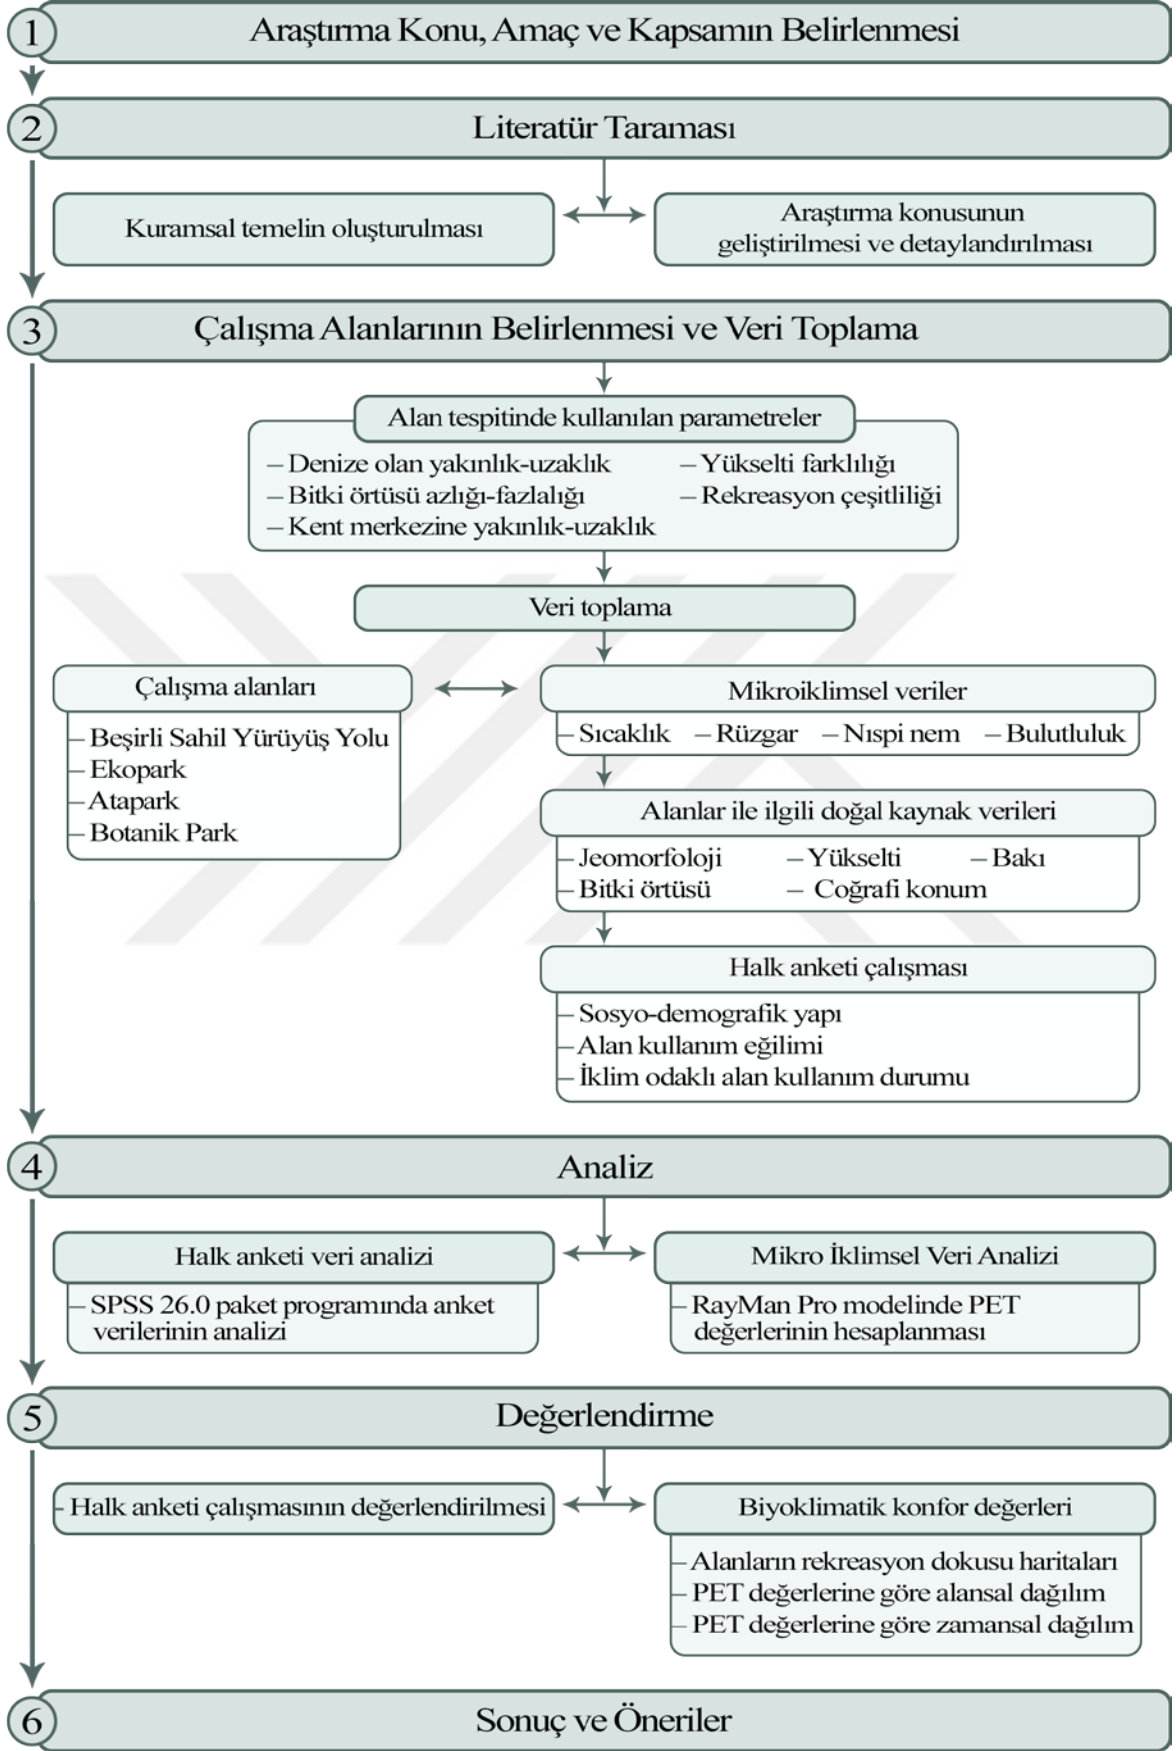 1 Araştırma Konu, Amaç ve Kapsamın Belirlenmesi
2 Literatür Taraması
Kuramsal temelin oluşturulması
Araştırma konusunun
geliştirilmesi ve detaylandırılması
3 Çalışma Alanlarının Belirlenmesi ve Veri Toplama
Alan tespitinde kullanılan parametreler
– Denize olan yakınlık-uzaklık
– Bitki örtüsü azlığı-fazlalığı
– Kent merkezine yakınlık-uzaklık
– Yükselti farklılığı
– Rekreasyon çeşitliliği
Veri toplama
Çalışma alanları
– Beşirli Sahil Yürüyüş Yolu
– Ekopark
– Atapark
– Botanik Park
Mikroiklimsel veriler
– Sıcaklık – Rüzgar – Nıspi nem – Bulutluluk
Alanlar ile ilgili doğal kaynak verileri
– Jeomorfoloji – Yükselti – Bakı
– Bitki örtüsü – Coğrafi konum
Halk anketi çalışması
– Sosyo-demografik yapı
– Alan kullanım eğilimi
– İklim odaklı alan kullanım durumu
4 Analiz
Halk anketi veri analizi
– SPSS 26.0 paket programında anket
verilerinin analizi
Mikro İklimsel Veri Analizi
– RayMan Pro modelinde PET
değerlerinin hesaplanması
5 Değerlendirme
– Halk anketi çalışmasının değerlendirilmesi
Biyoklimatik konfor değerleri
– Alanların rekreasyon dokusu haritaları
– PET değerlerine göre alansal dağılım
– PET değerlerine göre zamansal dağılım
6 Sonuç ve Öneriler